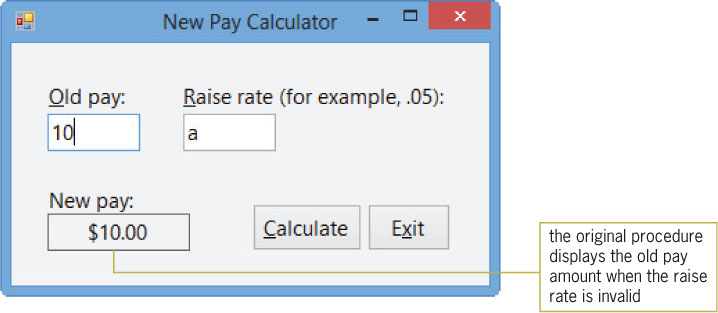 New Pay Calculator
Old pay:
Raise rate (for example, .05):
10
a
New pay:
$10.00
Calculate
Exit
the original procedure
displays the old pay
amount when the raise
rate is invalid